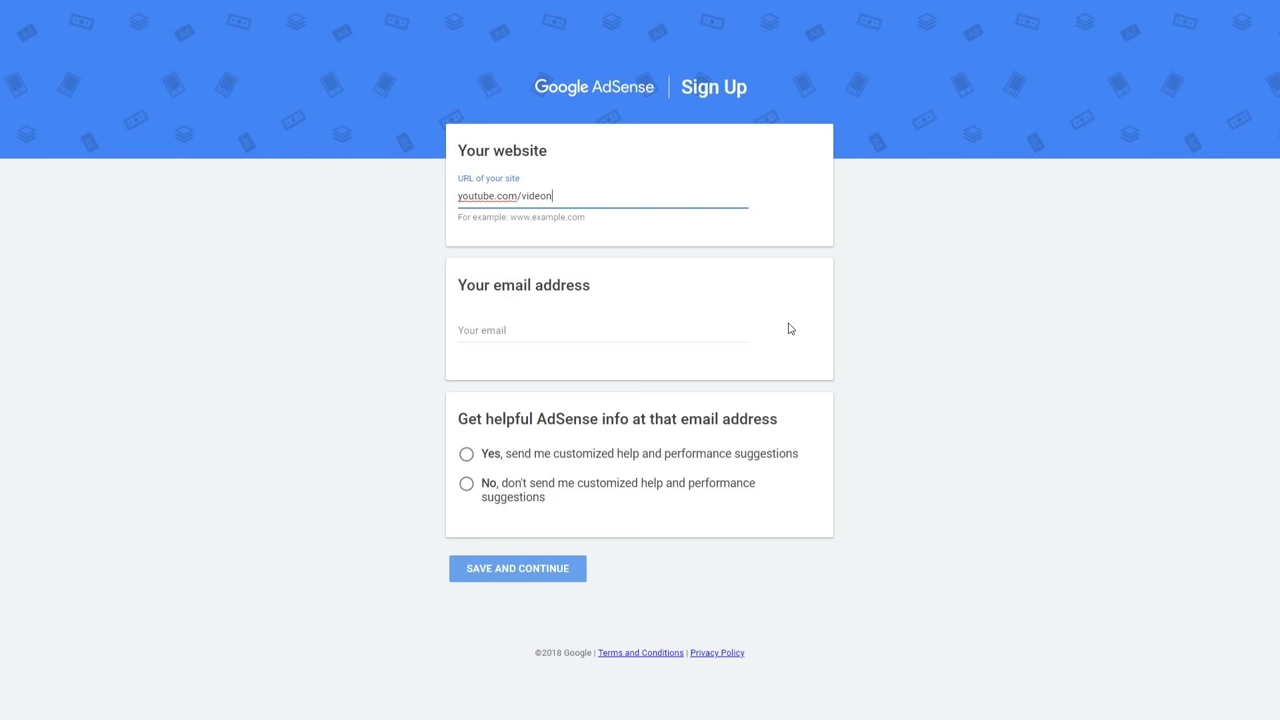 Google AdSense | Sign Up
Your website
URL of your site
youtube.com/videon
For example: www.example.com
Your email address
Your email
Get helpful AdSense info at that email address
Yes, send me customized help and performance suggestions
No, don't send me customized help and performance
suggestions
SAVE AND CONTINUE
©2018 Google | Terms and Conditions | Privacy Policy